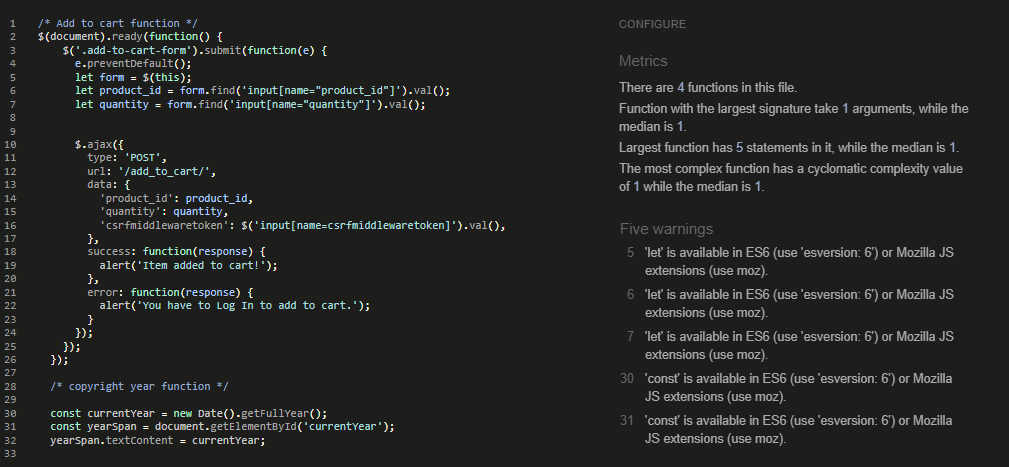 1 /* Add to cart function */
2 $(document).ready(function() {
3 $('.add-to-cart-form').submit(function(e) {
4 e.preventDefault();
5 let form = $(this);
6 let product_id = form.find('input[name="product_id"]').val();
7 let quantity = form.find('input[name="quantity"]').val();
8
9
10 $.ajax({
11 type: 'POST',
12 url: '/add_to_cart/',
13 data: {
14 'product_id': product_id,
15 'quantity': quantity,
16 'csrfmiddlewaretoken': $('input[name=csrfmiddlewaretoken]').val(),
17 },
18 success: function(response) {
19 alert('Item added to cart!');
20 },
21 error: function(response) {
22 alert('You have to Log In to add to cart.');
23 }
24 });
25 });
26 });
27
28 /* copyright year function */
29
30 const currentYear = new Date().getFullYear();
31 const yearSpan = document.getElementById('currentYear');
32 yearSpan.textContent = currentYear;
33
CONFIGURE
Metrics
There are 4 functions in this file.
Function with the largest signature take 1 arguments, while the
median is 1.
Largest function has 5 statements in it, while the median is 1.
The most complex function has a cyclomatic complexity value
of 1 while the median is 1.
Five warnings
5 'let' is available in ES6 (use 'esversion: 6') or Mozilla JS
extensions (use moz).
6 'let' is available in ES6 (use 'esversion: 6') or Mozilla JS
extensions (use moz).
7 'let' is available in ES6 (use 'esversion: 6') or Mozilla JS
extensions (use moz).
30 'const' is available in ES6 (use 'esversion: 6') or Mozilla
JS extensions (use moz).
31 'const' is available in ES6 (use 'esversion: 6') or Mozilla
JS extensions (use moz).